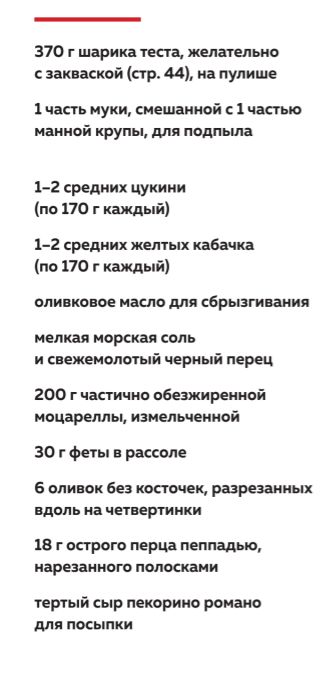 370 г шарика теста, желательно
с закваской (стр. 44), на пулише
1 часть муки, смешанной с 1 частью
манной крупы, для подпыла
1–2 средних цукини
(по 170 г каждый)
1–2 средних желтых кабачка
(по 170 г каждый)
оливковое масло для сбрызгивания
мелкая морская соль
и свежемолотый черный перец
200 г частично обезжиренной
моцареллы, измельченной
30 г феты в рассоле
6 оливок без косточек, разрезанных
вдоль на четвертинки
18 г острого перца пеппадью,
нарезанного полосками
тертый сыр пекорино романо
для посыпки